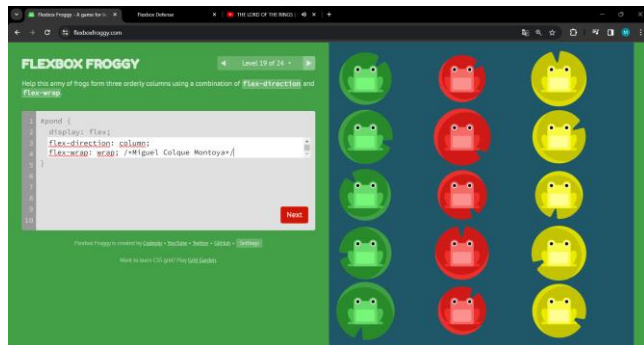 Flexbox Froggy - A game for
Flexbox Defense
THE LORD OF THE RINGS
flexboxfroggy.com
FLEXBOX FROGGY
Level 19 of 24
Help this army of frogs form three orderly columns using a combination of flex-direction and
flex-wrap.
1 #pond {
2 display: flex;
3 flex-direction: column;
4 flex-wrap: wrap; /*Miguel Colque Montoya*/
5 }
6
7
8
9
10
Next
Flexbox Froggy is created by Codepip • YouTube • Twitter • GitHub • Settings
Want to learn CSS grid? Play Grid Garden.